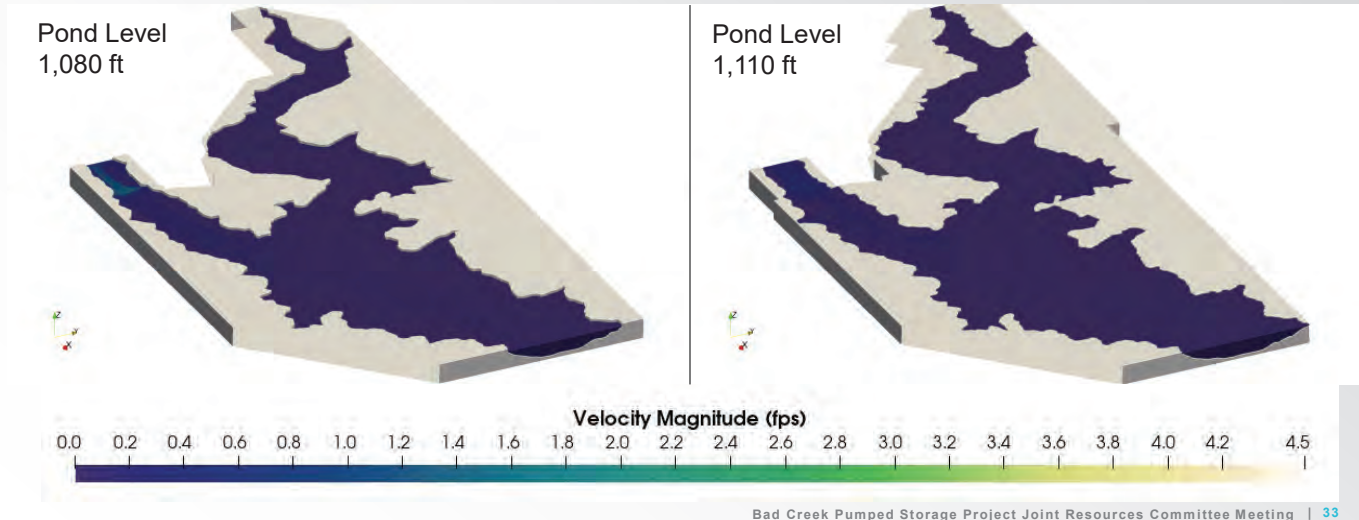 Pond Level
1,080 ft
Pond Level
1,110 ft
Z
Y
X
Z
Y
X
Velocity Magnitude (fps)
0.0 0.2 0.4 0.6 0.8 1.0 1.2 1.4 1.6 1.8 2.0 2.2 2.4 2.6 2.8 3.0 3.2 3.4 3.6 3.8 4.0 4.2 4.5
Bad Creek Pumped Storage Project Joint Resources Committee Meeting | 33